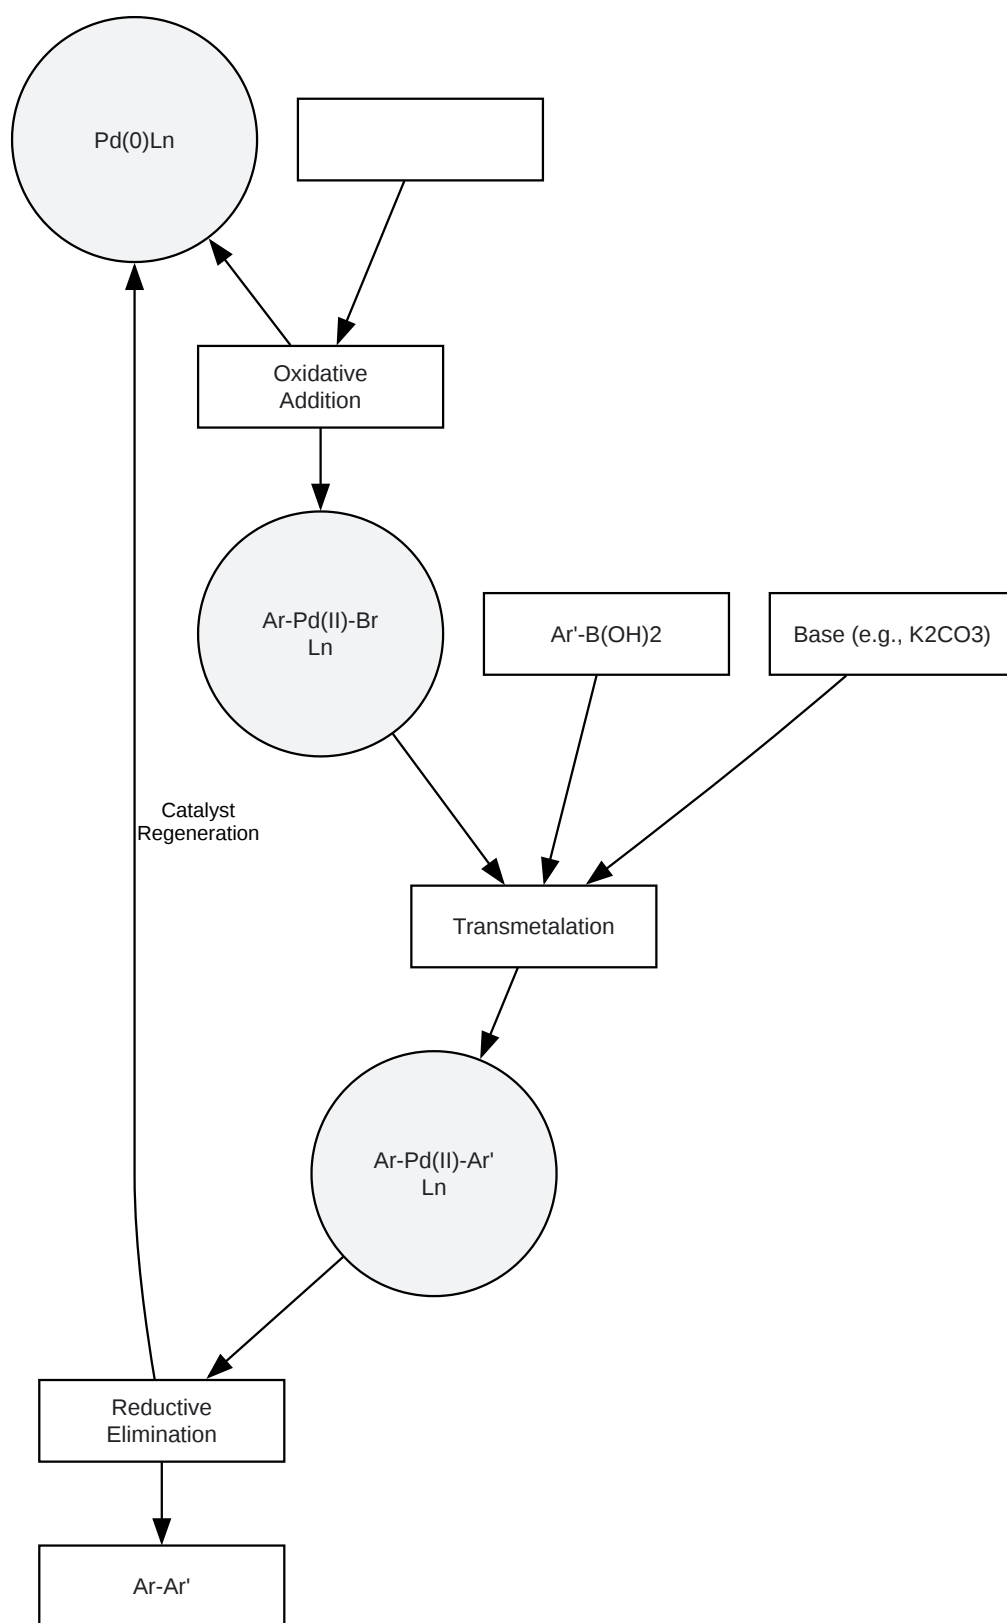 Pd(0)Ln
Oxidative
Addition
Ar-Pd(II)-Br
Ln
Ar'-B(OH)2
Base (e.g., K2CO3)
Catalyst
Regeneration
Transmetalation
Ar-Pd(II)-Ar'
Ln
Reductive
Elimination
Ar-Ar'